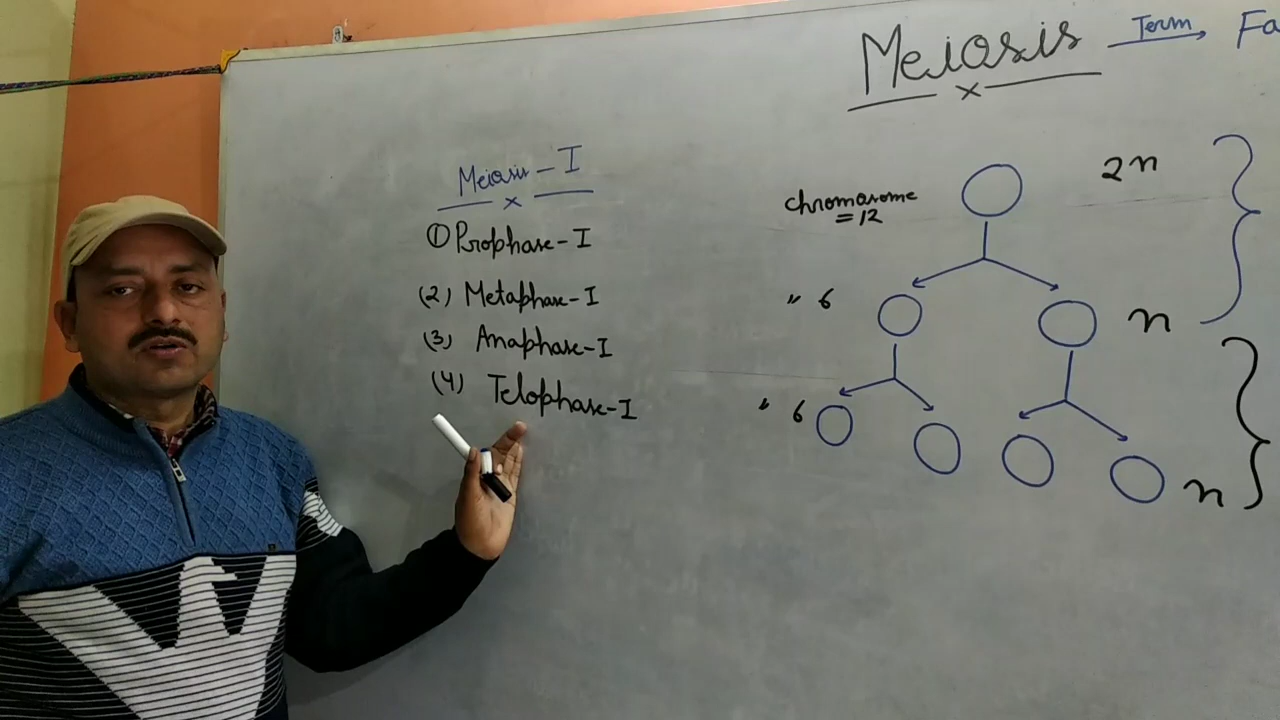 Meiosis Term Fa
Meiosis-I
① Prophase-I
(2) Metaphase-I
(3) Anaphase-I
(4) Telophase-I
chromosome
=12
2n
〃 6
n
〃 6
n